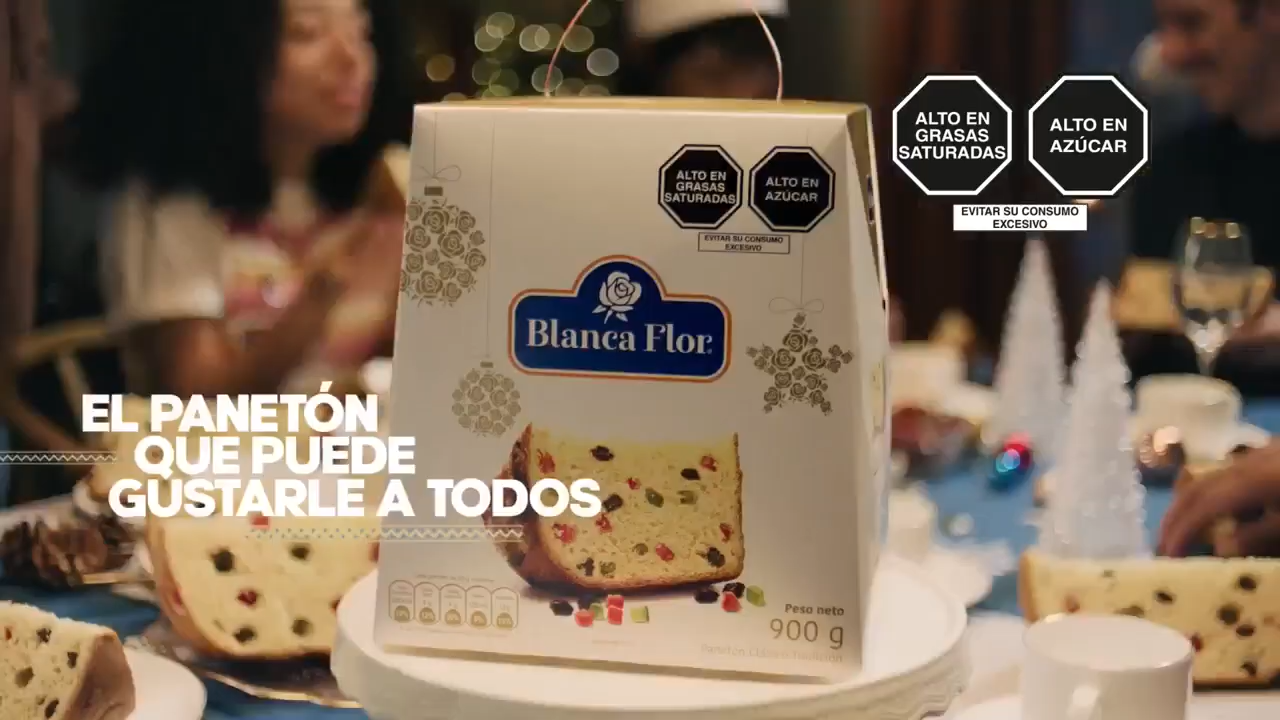 ALTO EN
GRASAS
SATURADAS
ALTO EN
AZÚCAR
EVITAR SU CONSUMO
EXCESIVO
ALTO EN
GRASAS
SATURADAS
ALTO EN
AZÚCAR
EVITAR SU CONSUMO
EXCESIVO
Blanca Flor
EL PANETÓN
QUE PUEDE
GUSTARLE A TODOS
Peso neto
900 g